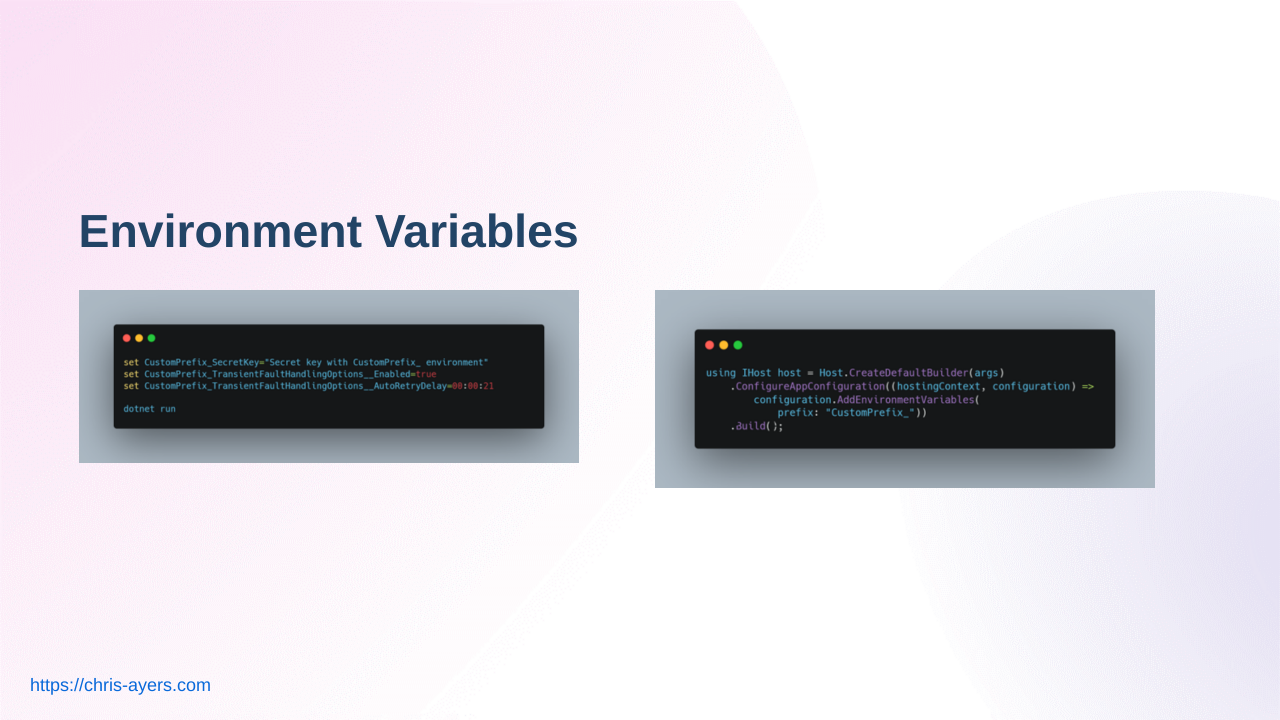 Environment Variables
set CustomPrefix_SecretKey="Secret key with CustomPrefix_ environment"
set CustomPrefix_TransientFaultHandlingOptions__Enabled=true
set CustomPrefix_TransientFaultHandlingOptions__AutoRetryDelay=00:00:21
dotnet run
using IHost host = Host.CreateDefaultBuilder(args)
.ConfigureAppConfiguration((hostingContext, configuration) =>
configuration.AddEnvironmentVariables(
prefix: "CustomPrefix_"))
.Build();
https://chris-ayers.com